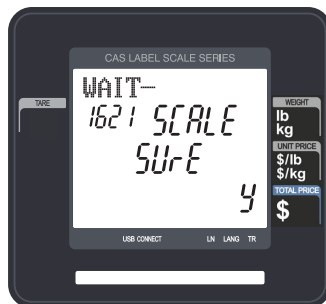 CAS LABEL SCALE SERIES
WAIT-
1621 SCALE
SUrE
y
TARE
WEIGHT
lb
kg
UNIT PRICE
$/lb
$/kg
TOTAL PRICE
$
USB CONNECT LN LANG TR